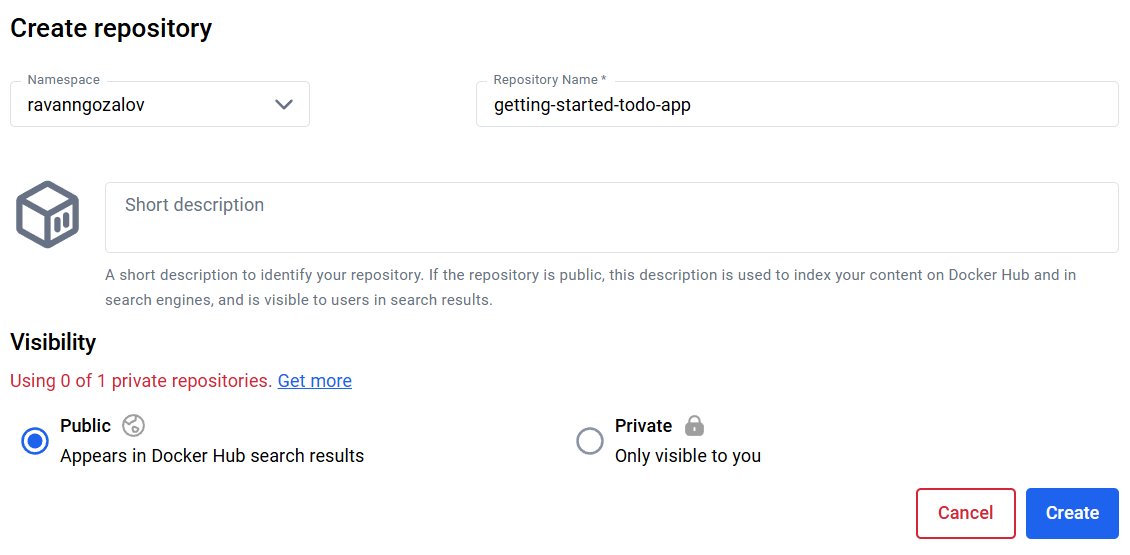 Create repository
Namespace
ravanngozalov
Repository Name *
getting-started-todo-app
Short description
A short description to identify your repository. If the repository is public, this description is used to index your content on Docker Hub and in
search engines, and is visible to users in search results.
Visibility
Using 0 of 1 private repositories. Get more
Public
Appears in Docker Hub search results
Private
Only visible to you
Cancel
Create